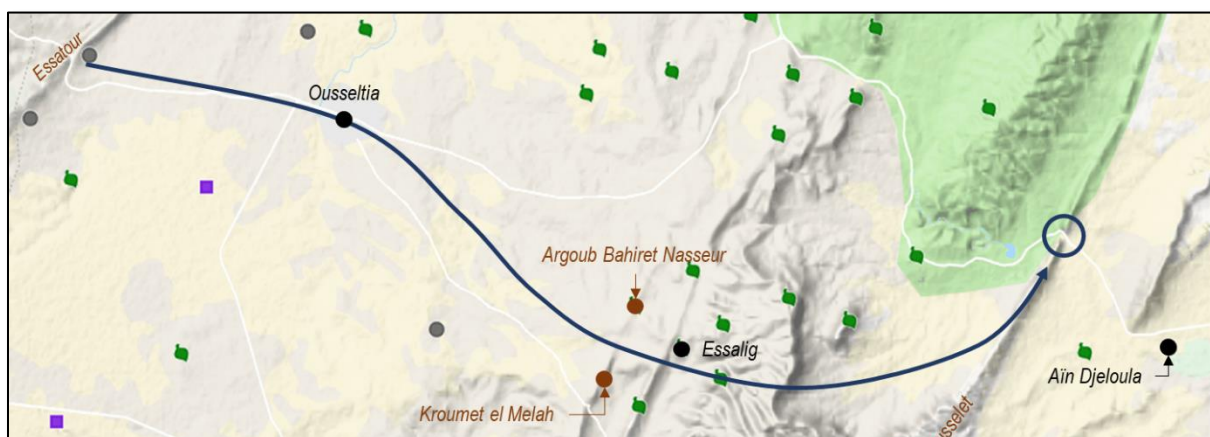 Essatour
Ousseltia
Argoub Bahiret Nasseur
Essalig
Aïn Djeloula
Kroumet el Melah
usselet